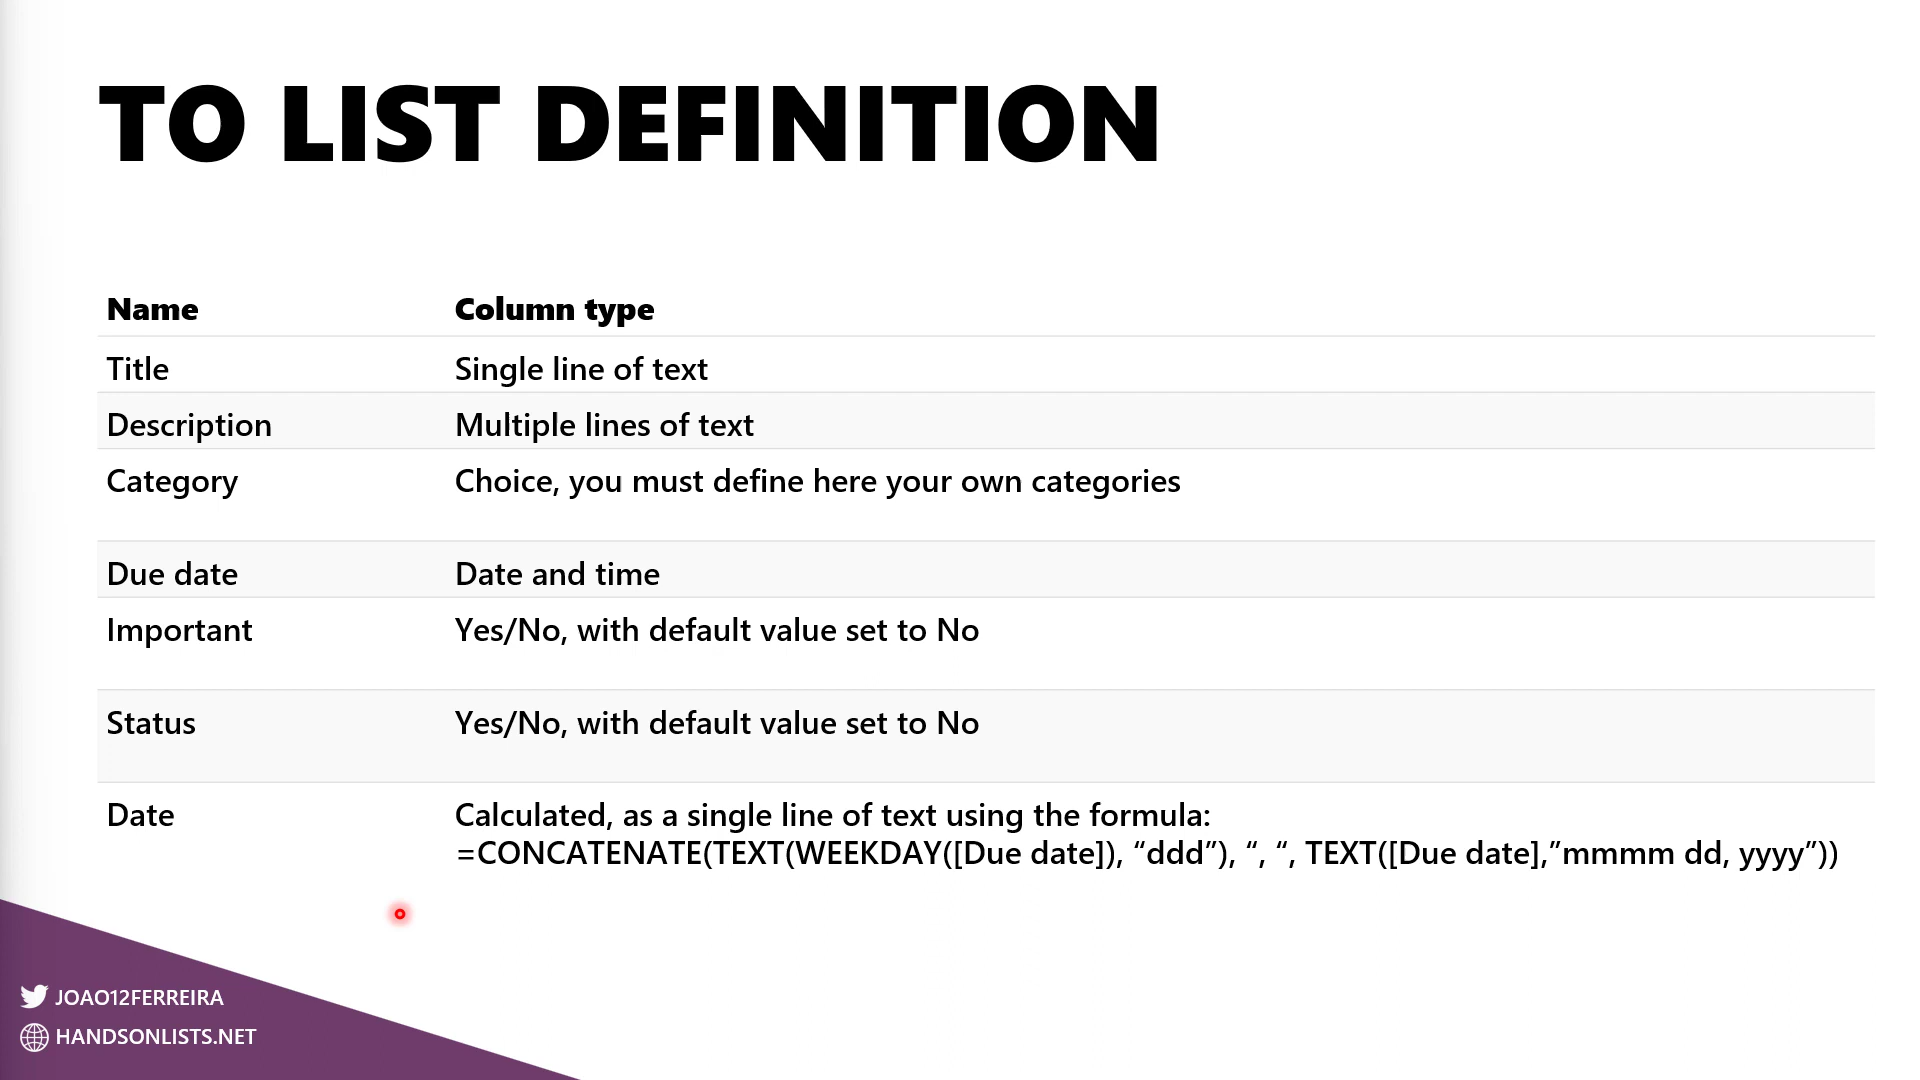 TO LIST DEFINITION
Name Column type
Title Single line of text
Description Multiple lines of text
Category Choice, you must define here your own categories
Due date Date and time
Important Yes/No, with default value set to No
Status Yes/No, with default value set to No
Date Calculated, as a single line of text using the formula:
=CONCATENATE(TEXT(WEEKDAY([Due date]), “ddd”), “, “, TEXT([Due date],”mmmm dd, yyyy”))
JOAO12FERREIRA
HANDSONLISTS.NET